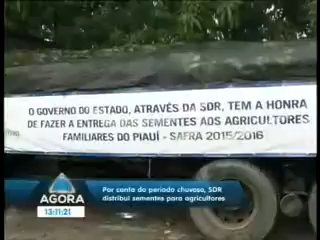 O GOVERNO DO ESTADO, ATRAVÉS DA SDR, TEM A HONRA
DE FAZER A ENTREGA DAS SEMENTES AOS AGRICULTORES
FAMILIARES DO PIAUÍ - SAFRA 2015/2016
AGORA
13:11:21
Por conta do período chuvoso, SDR
distribui sementes para agricultores